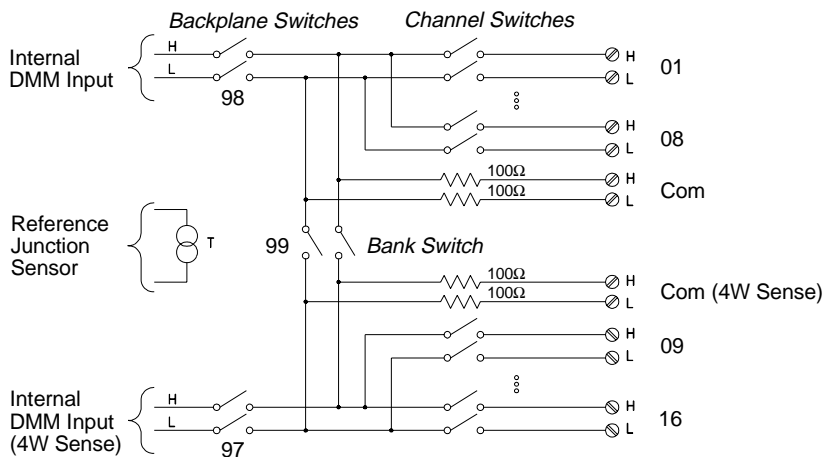 Backplane Switches
Channel Switches
Internal
DMM Input
H
L
98
H
L
01
H
L
08
100Ω
100Ω
H
L
Com
Reference
Junction
Sensor
T
99
Bank Switch
100Ω
100Ω
H
L
Com (4W Sense)
H
L
09
Internal
DMM Input
(4W Sense)
H
L
97
H
L
16